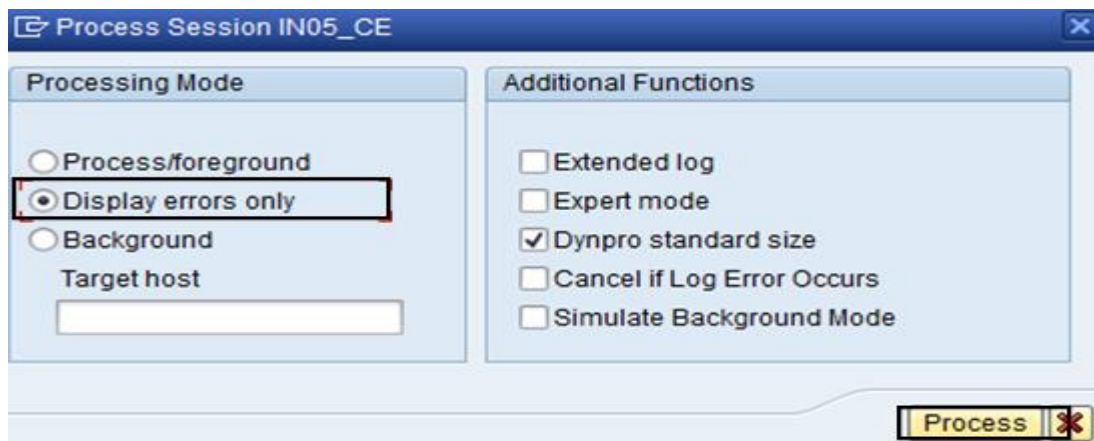 Process Session IN05_CE
Processing Mode
Process/foreground
Display errors only
Background
Target host
Additional Functions
Extended log
Expert mode
Dynpro standard size
Cancel if Log Error Occurs
Simulate Background Mode
Process